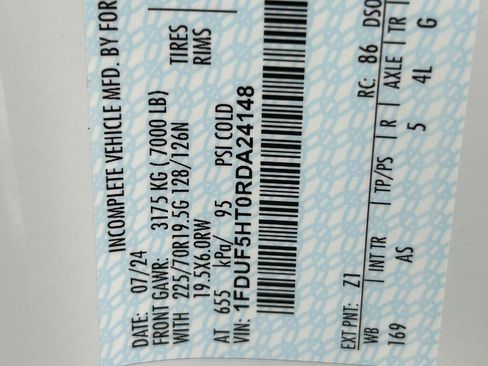 INCOMPLETE VEHICLE MFD. BY FOR
DATE: 07/24
FRONT GAWR: 3175 KG ( 7000 LB)
WITH 225/70R19.5G 128/126N TIRES
19.5X6.0RW RIMS
AT 655 kPa/ 95 PSI COLD
VIN: 1FDUF5HT0RDA24148
EXT PNT: Z1 RC: 86 DSO
WB INT TR TP/PS R AXLE TR
169 AS 5 4L G